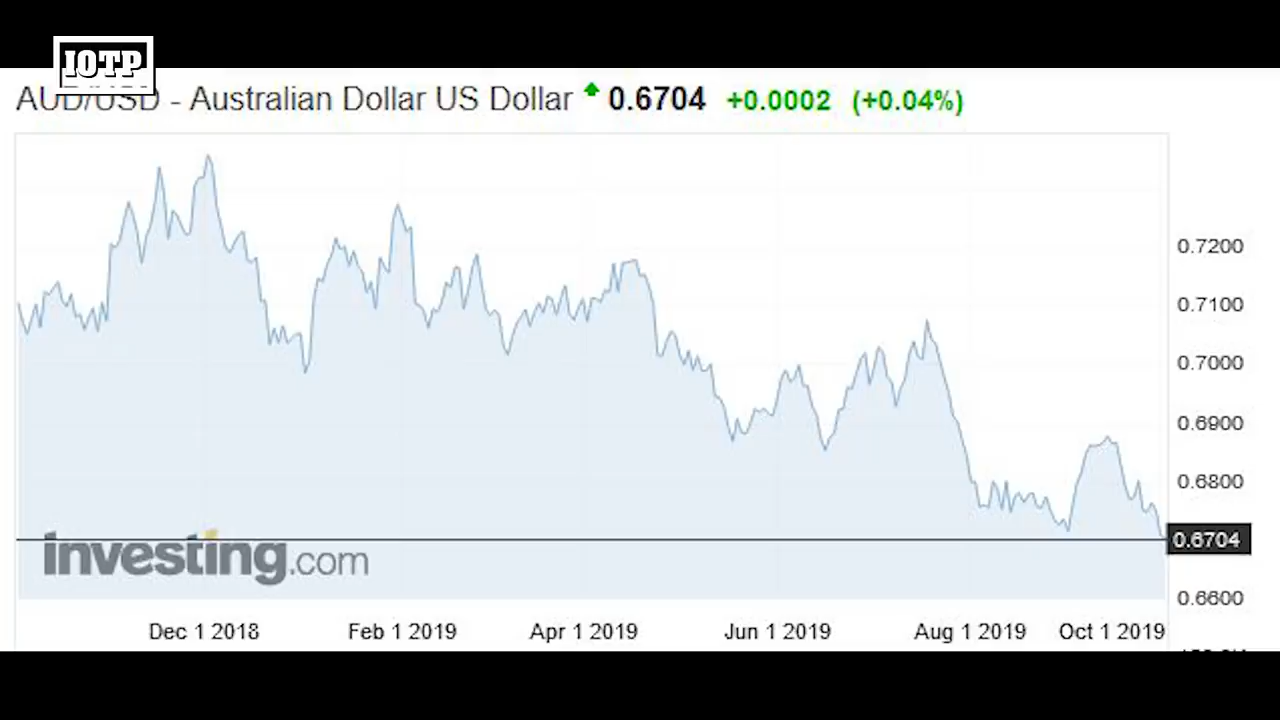 IOTP
AUD/USD - Australian Dollar US Dollar 0.6704 +0.0002 (+0.04%)
0.7200
0.7100
0.7000
0.6900
0.6800
0.6704
0.6600
investing.com
Dec 1 2018 Feb 1 2019 Apr 1 2019 Jun 1 2019 Aug 1 2019 Oct 1 2019